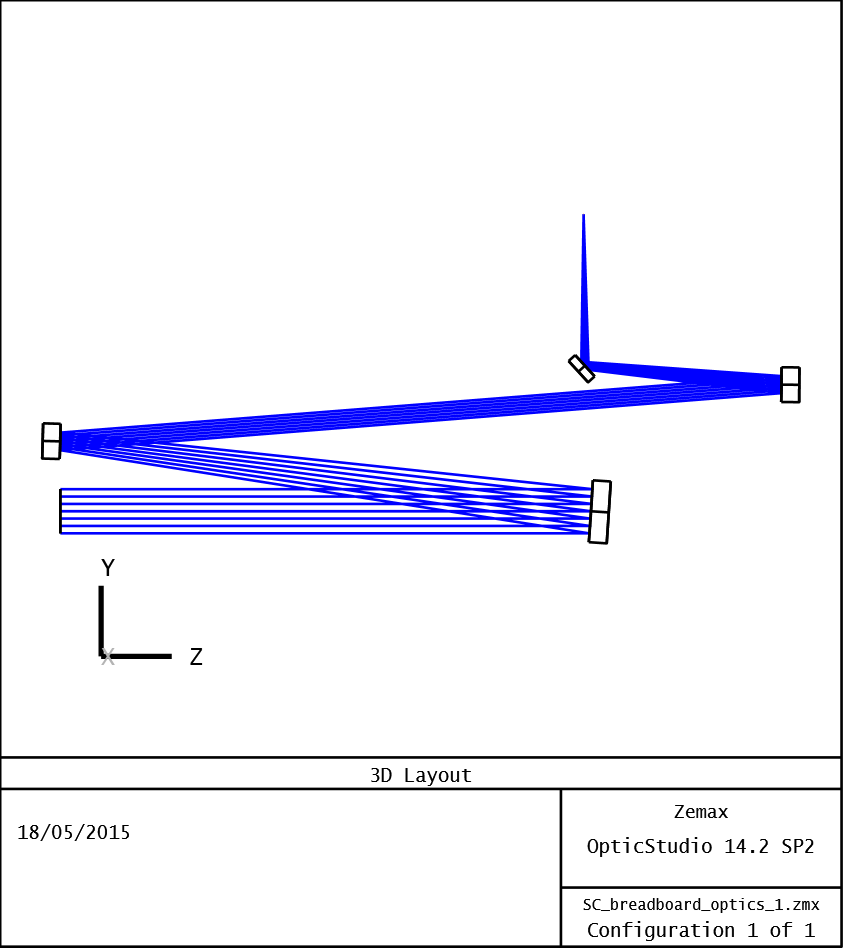 Y
X
Z
3D Layout
18/05/2015
Zemax
OpticStudio 14.2 SP2
SC_breadboard_optics_1.zmx
Configuration 1 of 1